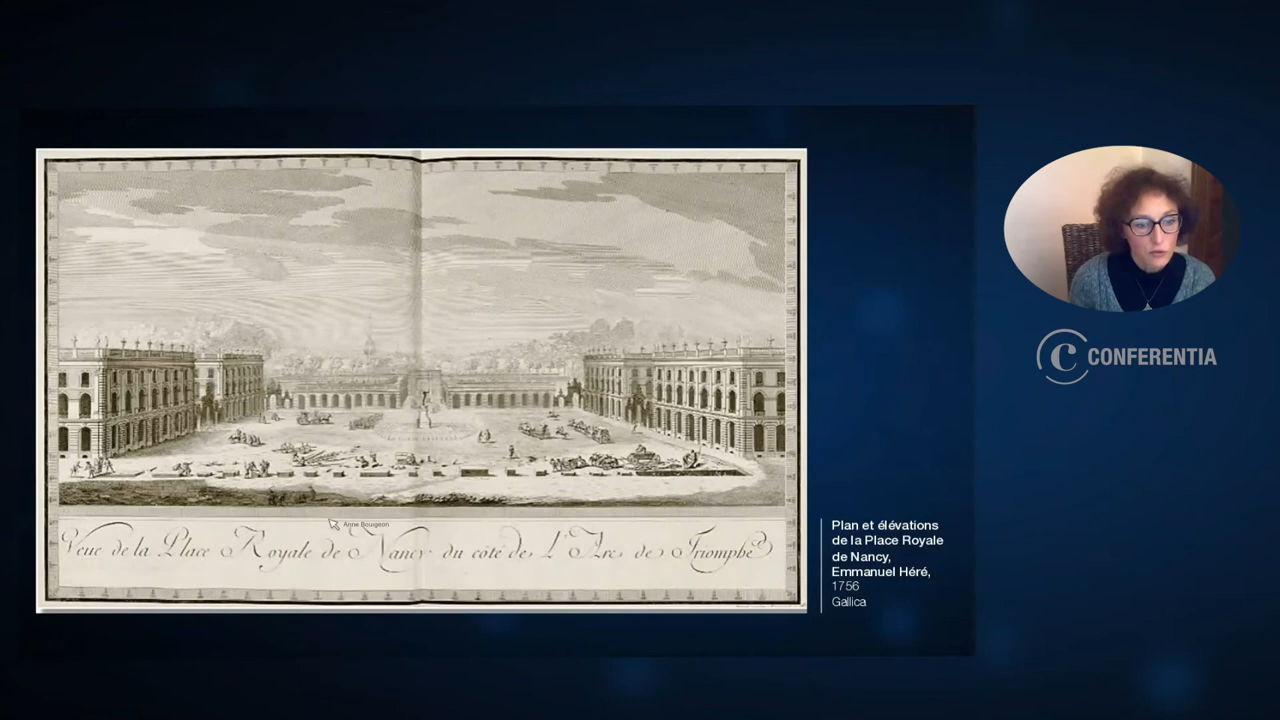 Anne Bourgeon
Veue de la Place Royale de Nancy du côté de L'Arc de Triomphe
Plan et élévations
de la Place Royale
de Nancy,
Emmanuel Héré,
1756
Gallica
C CONFERENTIA